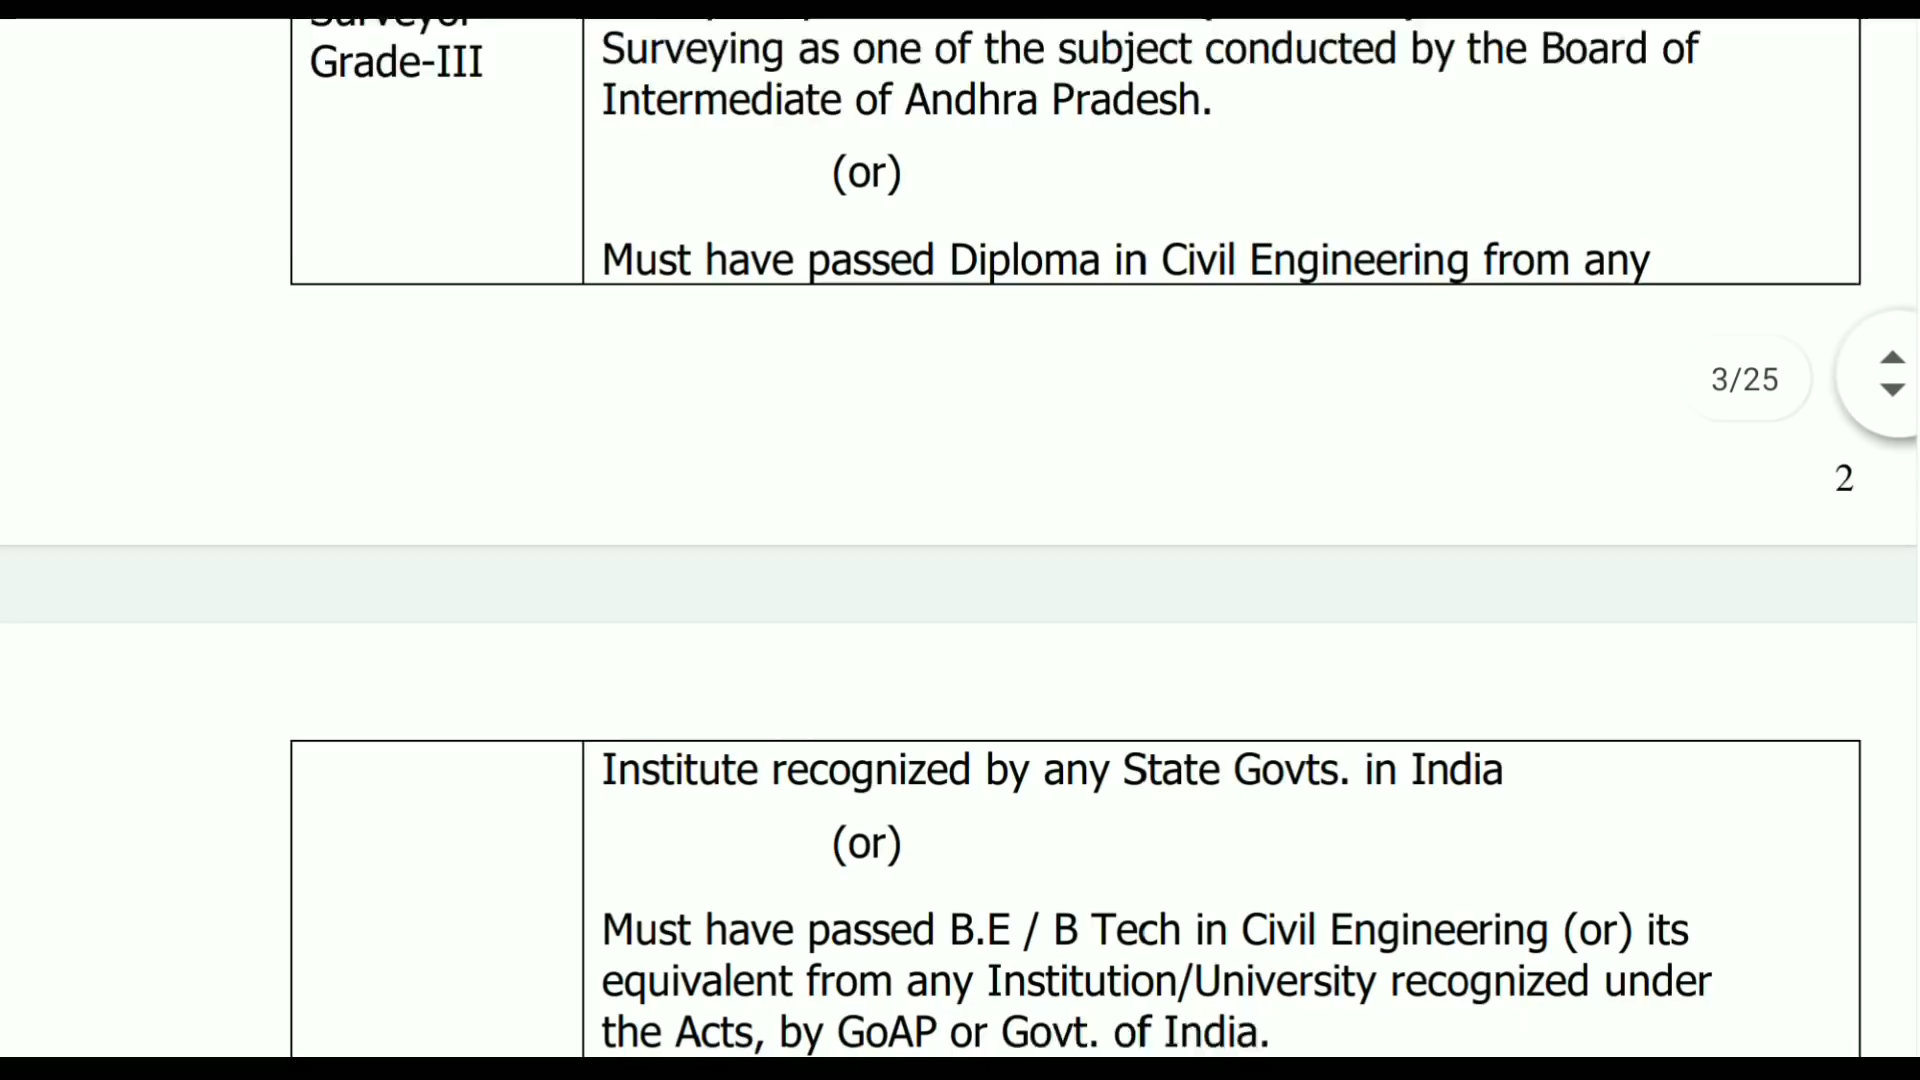 Surveyor
Grade-III
Surveying as one of the subject conducted by the Board of
Intermediate of Andhra Pradesh.
(or)
Must have passed Diploma in Civil Engineering from any
3/25
2
Institute recognized by any State Govts. in India
(or)
Must have passed B.E / B Tech in Civil Engineering (or) its
equivalent from any Institution/University recognized under
the Acts, by GoAP or Govt. of India.